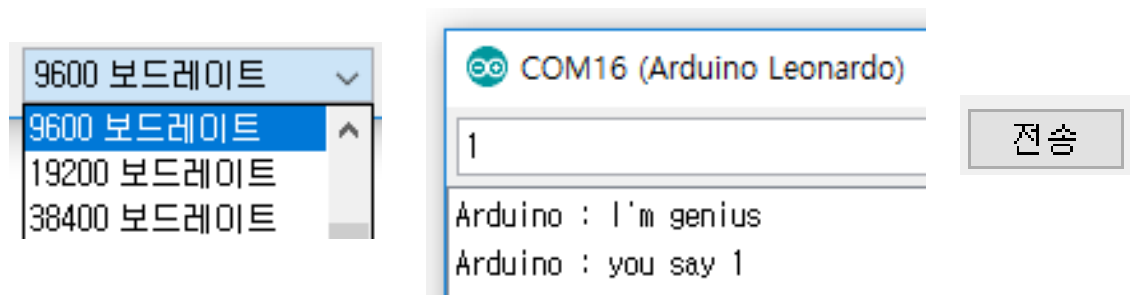 9600 보드레이트
9600 보드레이트
19200 보드레이트
38400 보드레이트
COM16 (Arduino Leonardo)
1
Arduino : I'm genius
Arduino : you say 1
전송